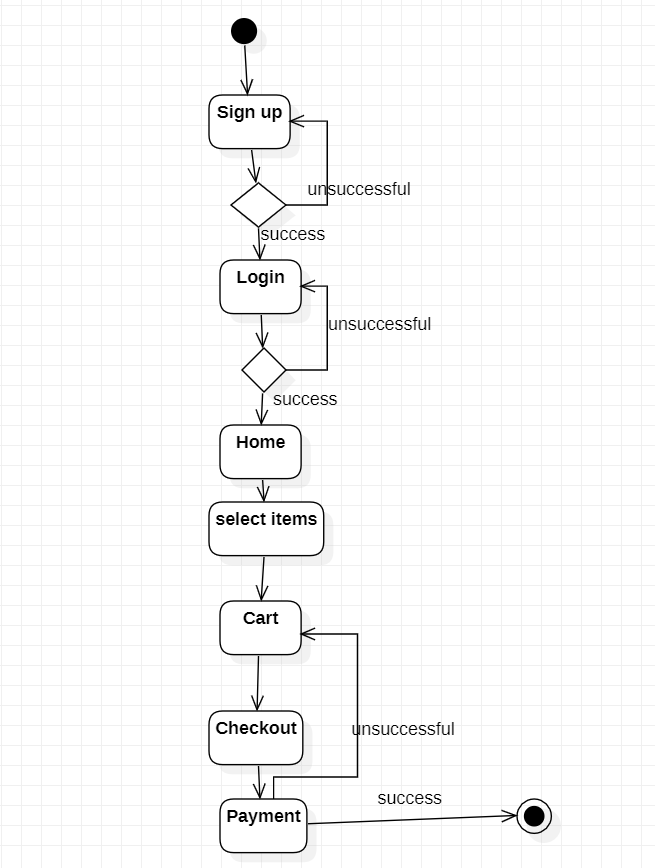 Sign up
unsuccessful
success
Login
unsuccessful
success
Home
select items
Cart
Checkout
unsuccessful
success
Payment